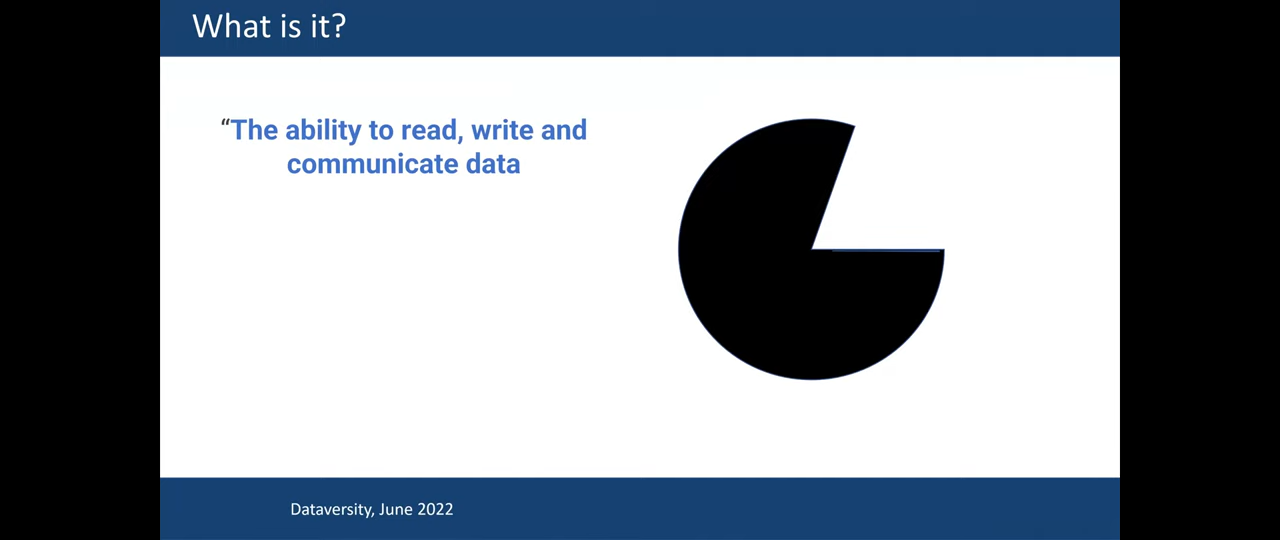 What is it?
“The ability to read, write and
communicate data
Dataversity, June 2022